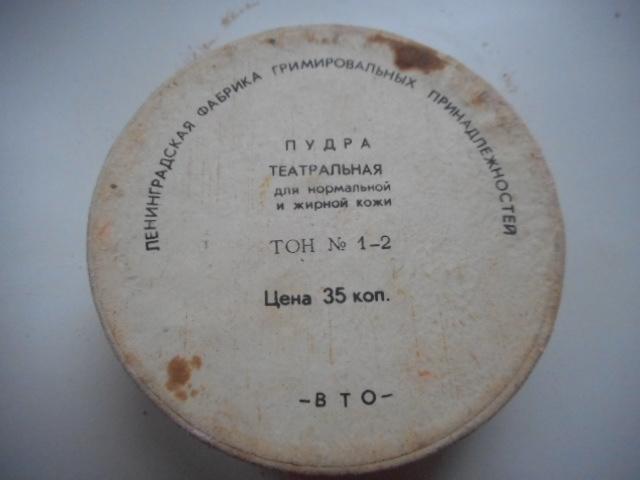 ЛЕНИНГРАДСКАЯ ФАБРИКА ГРИМИРОВАЛЬНЫХ ПРИНАДЛЕЖНОСТЕЙ
ПУДРА
ТЕАТРАЛЬНАЯ
для нормальной
и жирной кожи
ТОН № 1-2
Цена 35 коп.
-ВТО-